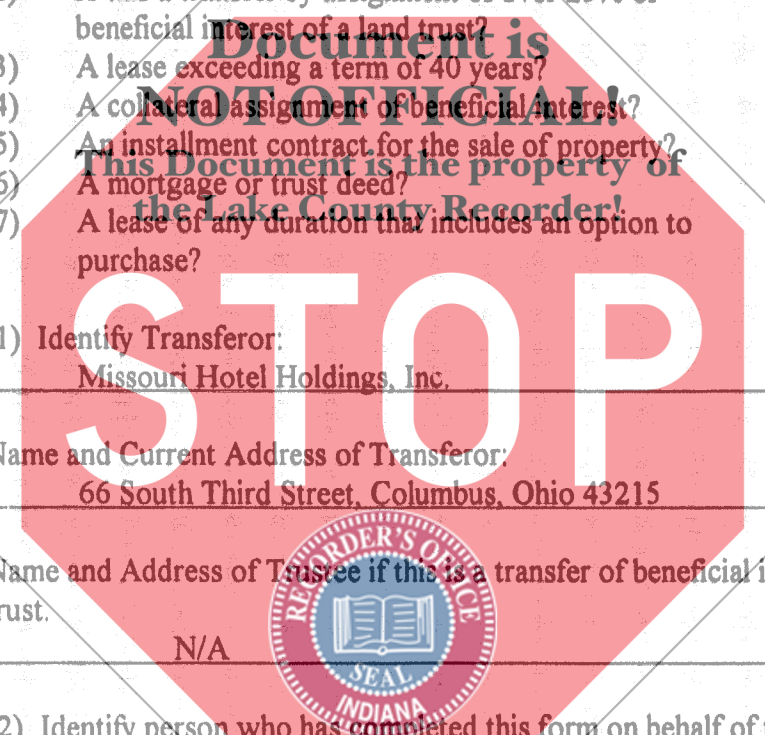 beneficial interest of a land trust?
Document is
3) A lease exceeding a term of 40 years?
4) A collateral assignment of beneficial interest?
NOT OFFICIAL!
5) An installment contract for the sale of property?
This Document is the property of
6) A mortgage or trust deed?
the Lake County Recorder!
7) A lease of any duration that includes an option to
purchase?
STOP
1) Identify Transferor:
Missouri Hotel Holdings, Inc.
Name and Current Address of Transferor:
66 South Third Street, Columbus, Ohio 43215
Name and Address of Trustee if this is a transfer of beneficial
trust.
N/A
RECORDER'S OFFICE
SEAL
INDIANA
2) Identify person who has completed this form on behalf of